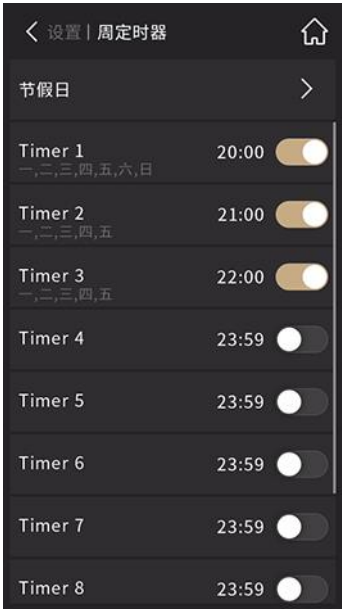 设置 | 周定时器
节假日
Timer 1 20:00
一,二,三,四,五,六,日
Timer 2 21:00
一,二,三,四,五
Timer 3 22:00
一,二,三,四,五
Timer 4 23:59
Timer 5 23:59
Timer 6 23:59
Timer 7 23:59
Timer 8 23:59